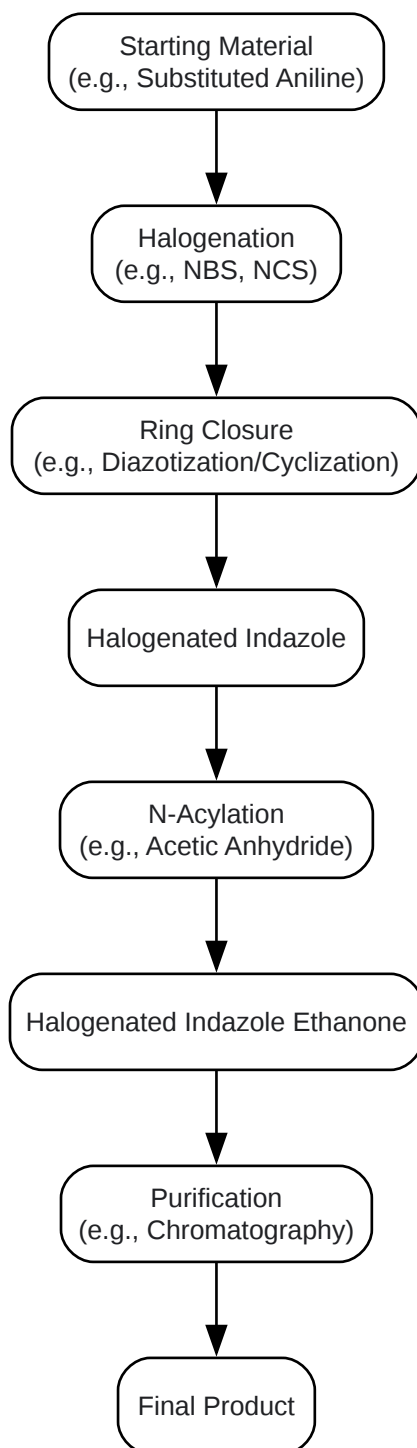 Starting Material
(e.g., Substituted Aniline)
Halogenation
(e.g., NBS, NCS)
Ring Closure
(e.g., Diazotization/Cyclization)
Halogenated Indazole
N-Acylation
(e.g., Acetic Anhydride)
Halogenated Indazole Ethanone
Purification
(e.g., Chromatography)
Final Product